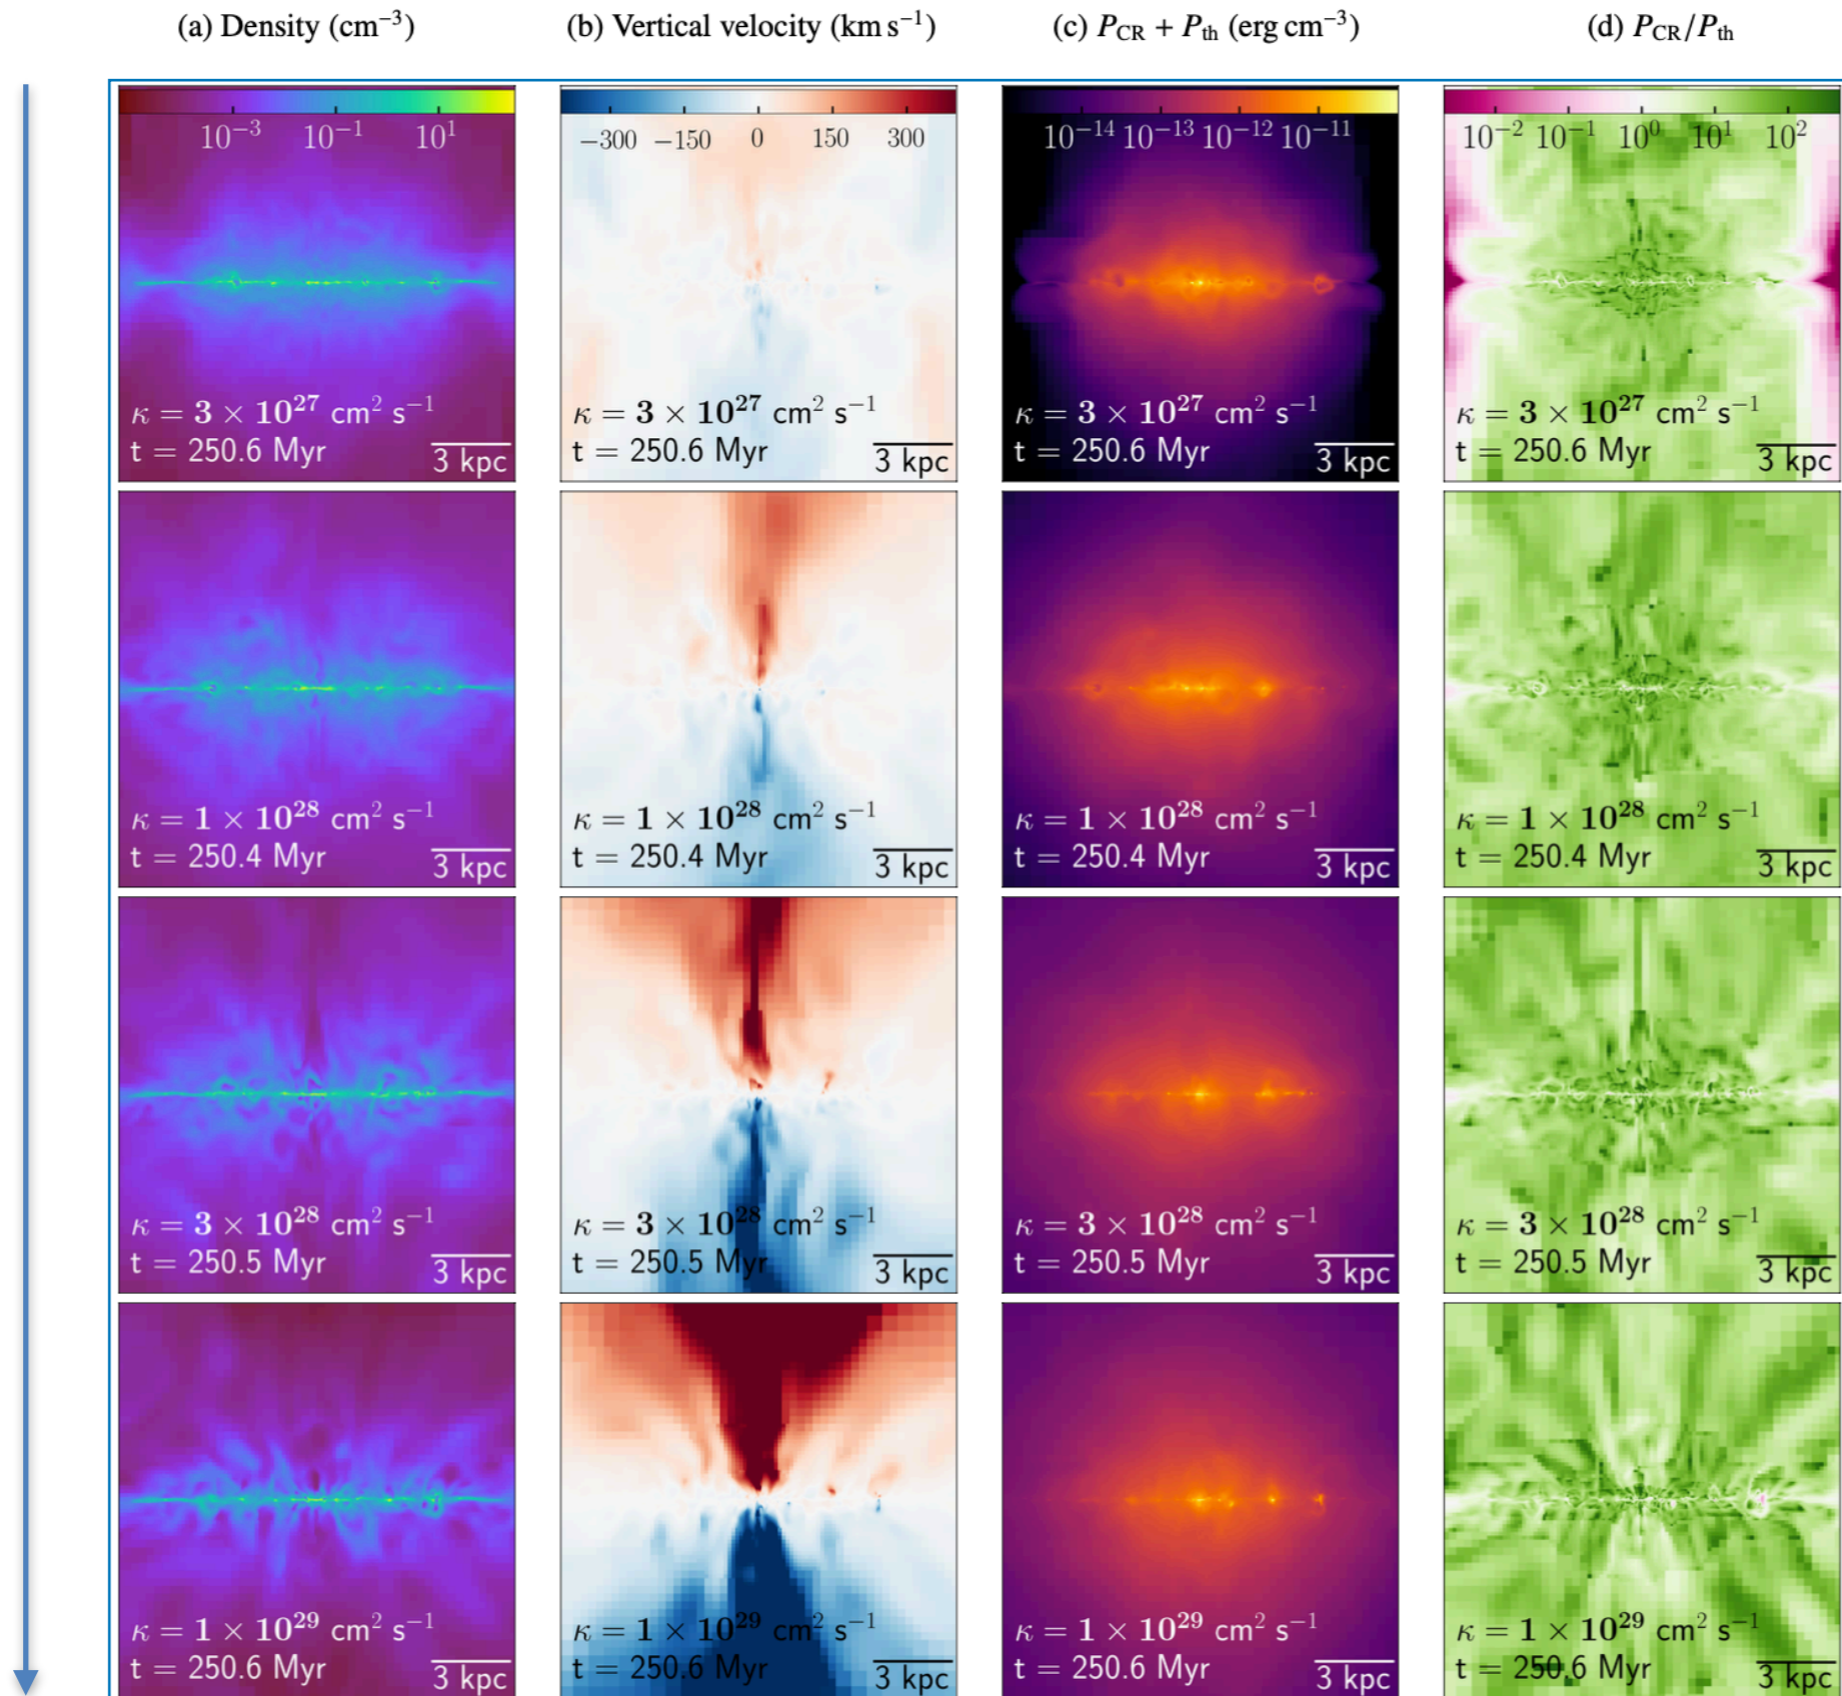 (a) Density (cm⁻³) (b) Vertical velocity (km s⁻¹) (c) P_CR + P_th (erg cm⁻³) (d) P_CR/P_th
10⁻³ 10⁻¹ 10¹ −300 −150 0 150 300 10⁻¹⁴ 10⁻¹³ 10⁻¹² 10⁻¹¹ 10⁻² 10⁻¹ 10⁰ 10¹ 10²
κ = 3 × 10²⁷ cm² s⁻¹ κ = 3 × 10²⁷ cm² s⁻¹ κ = 3 × 10²⁷ cm² s⁻¹ κ = 3 × 10²⁷ cm² s⁻¹
t = 250.6 Myr 3 kpc t = 250.6 Myr 3 kpc t = 250.6 Myr 3 kpc t = 250.6 Myr 3 kpc
κ = 1 × 10²⁸ cm² s⁻¹ κ = 1 × 10²⁸ cm² s⁻¹ κ = 1 × 10²⁸ cm² s⁻¹ κ = 1 × 10²⁸ cm² s⁻¹
t = 250.4 Myr 3 kpc t = 250.4 Myr 3 kpc t = 250.4 Myr 3 kpc t = 250.4 Myr 3 kpc
κ = 3 × 10²⁸ cm² s⁻¹ κ = 3 × 10²⁸ cm² s⁻¹ κ = 3 × 10²⁸ cm² s⁻¹ κ = 3 × 10²⁸ cm² s⁻¹
t = 250.5 Myr 3 kpc t = 250.5 Myr 3 kpc t = 250.5 Myr 3 kpc t = 250.5 Myr 3 kpc
κ = 1 × 10²⁹ cm² s⁻¹ κ = 1 × 10²⁹ cm² s⁻¹ κ = 1 × 10²⁹ cm² s⁻¹ κ = 1 × 10²⁹ cm² s⁻¹
t = 250.6 Myr 3 kpc t = 250.6 Myr 3 kpc t = 250.6 Myr 3 kpc t = 250.6 Myr 3 kpc